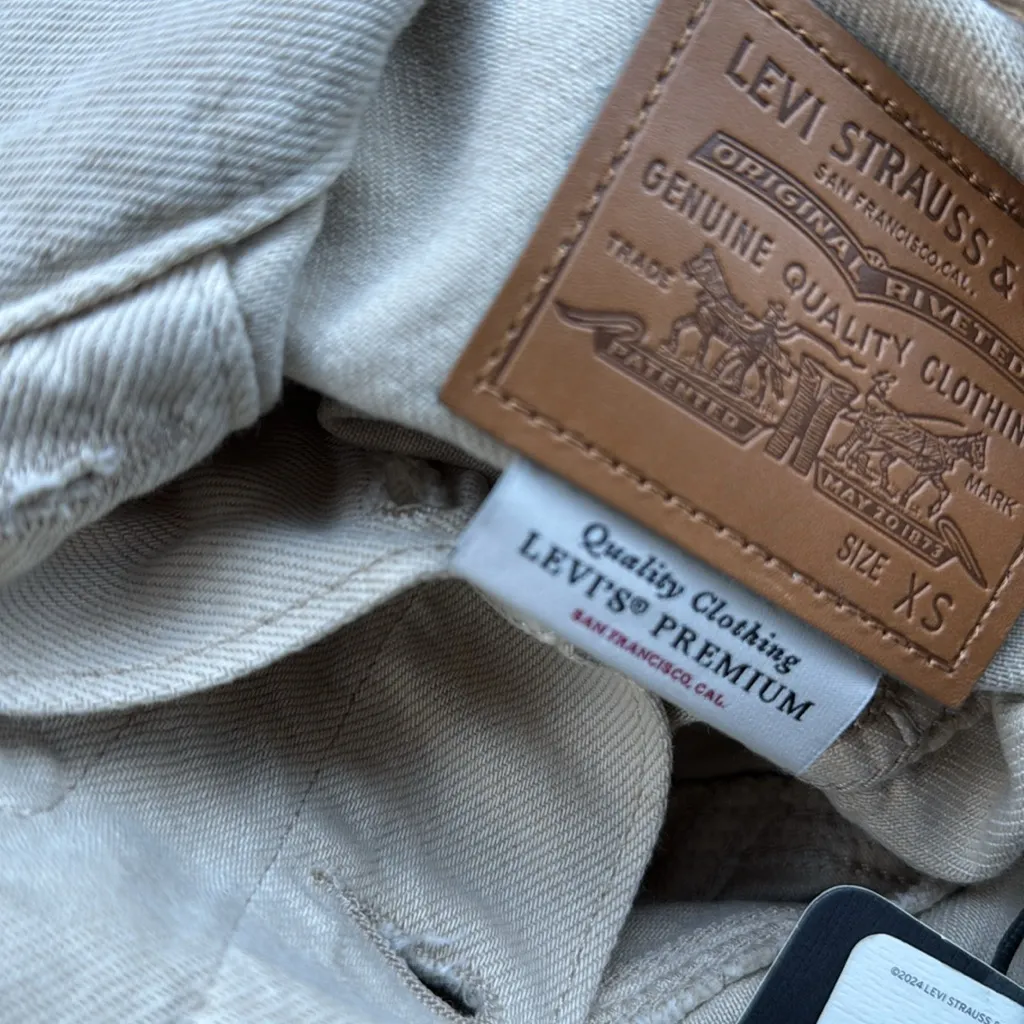 LEVI STRAUSS &
SAN FRANCISCO, CAL.
ORIGINAL RIVETED
GENUINE QUALITY CLOTHIN
TRADE MARK
PATENTED MAY 20 1873
SIZE XS
Quality Clothing
LEVI'S® PREMIUM
SAN FRANCISCO, CAL.
©2024 LEVI STRAUSS